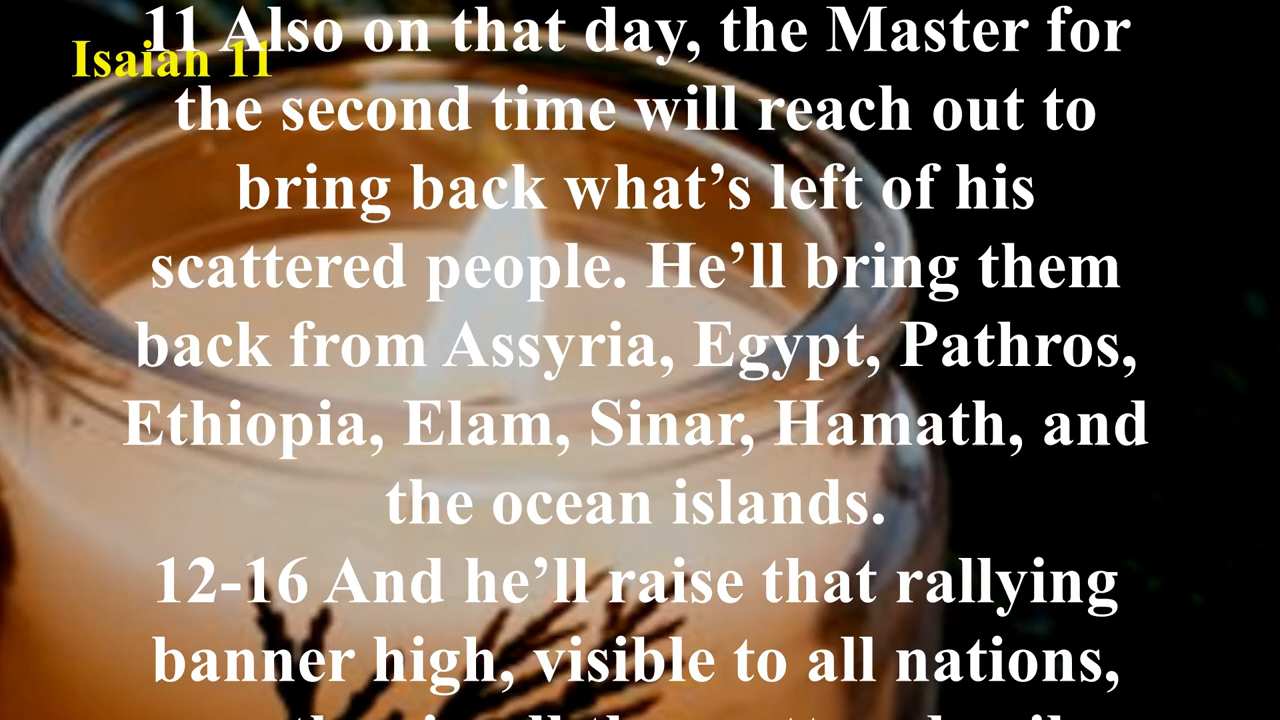 Isaiah 11
11 Also on that day, the Master for
the second time will reach out to
bring back what’s left of his
scattered people. He’ll bring them
back from Assyria, Egypt, Pathros,
Ethiopia, Elam, Sinar, Hamath, and
the ocean islands.
12-16 And he’ll raise that rallying
banner high, visible to all nations,